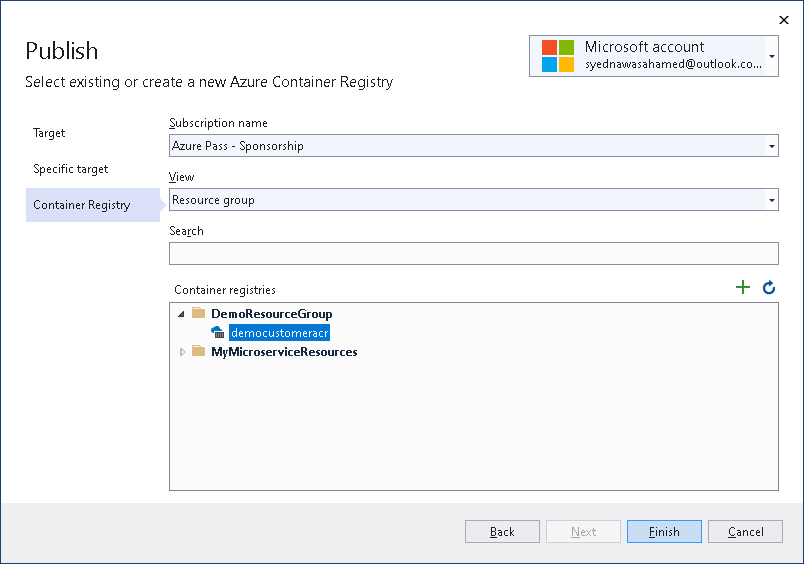 Publish
Select existing or create a new Azure Container Registry
Microsoft account
syednawasahamed@outlook.co...
Target
Specific target
Container Registry
Subscription name
Azure Pass - Sponsorship
View
Resource group
Search
Container registries
DemoResourceGroup
democustomeracr
MyMicroserviceResources
Back
Next
Finish
Cancel